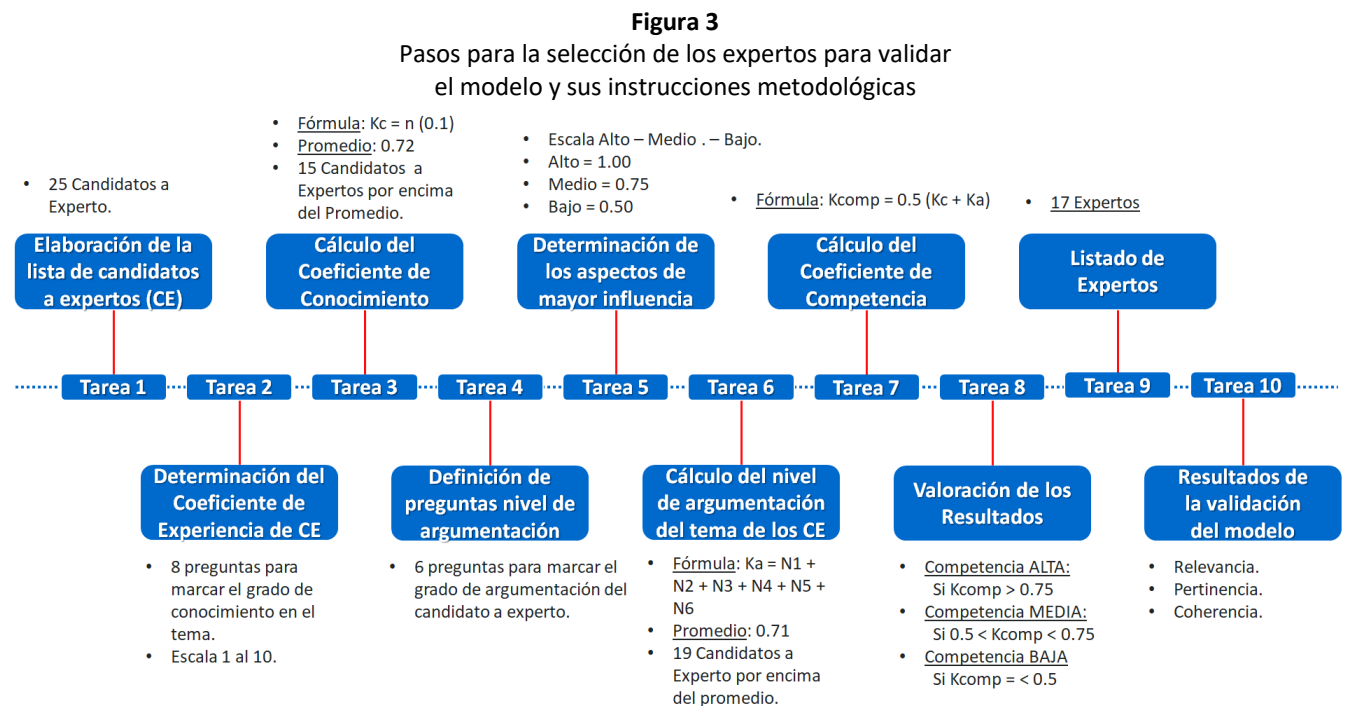 Figura 3
Pasos para la selección de los expertos para validar
el modelo y sus instrucciones metodológicas
• 25 Candidatos a
Experto.
Elaboración de la
lista de candidatos
a expertos (CE)
• Fórmula: Kc = n (0.1)
• Promedio: 0.72
• 15 Candidatos a
Expertos por encima
del Promedio.
Cálculo del
Coeficiente de
Conocimiento
• Escala Alto – Medio . – Bajo.
• Alto = 1.00
• Medio = 0.75
• Bajo = 0.50
Determinación de
los aspectos de
mayor influencia
• Fórmula: Kcomp = 0.5 (Kc + Ka)
Cálculo del
Coeficiente de
Competencia
• 17 Expertos
Listado de
Expertos
Tarea 1
Tarea 2
Tarea 3
Tarea 4
Tarea 5
Tarea 6
Tarea 7
Tarea 8
Tarea 9
Tarea 10
Determinación del
Coeficiente de
Experiencia de CE
• 8 preguntas para
marcar el grado de
conocimiento en el
tema.
• Escala 1 al 10.
Definición de
preguntas nivel de
argumentación
• 6 preguntas para marcar el
grado de argumentación del
candidato a experto.
Cálculo del nivel
de argumentación
del tema de los CE
• Fórmula: Ka = N1 +
N2 + N3 + N4 + N5 +
N6
• Promedio: 0.71
• 19 Candidatos a
Experto por encima
del promedio.
Valoración de los
Resultados
• Competencia ALTA:
Si Kcomp > 0.75
• Competencia MEDIA:
Si 0.5 < Kcomp < 0.75
• Competencia BAJA
Si Kcomp = < 0.5
Resultados de
la validación
del modelo
• Relevancia.
• Pertinencia.
• Coherencia.